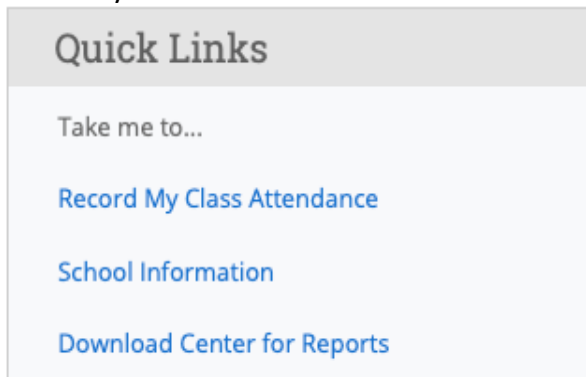 Quick Links
Take me to...
Record My Class Attendance
School Information
Download Center for Reports